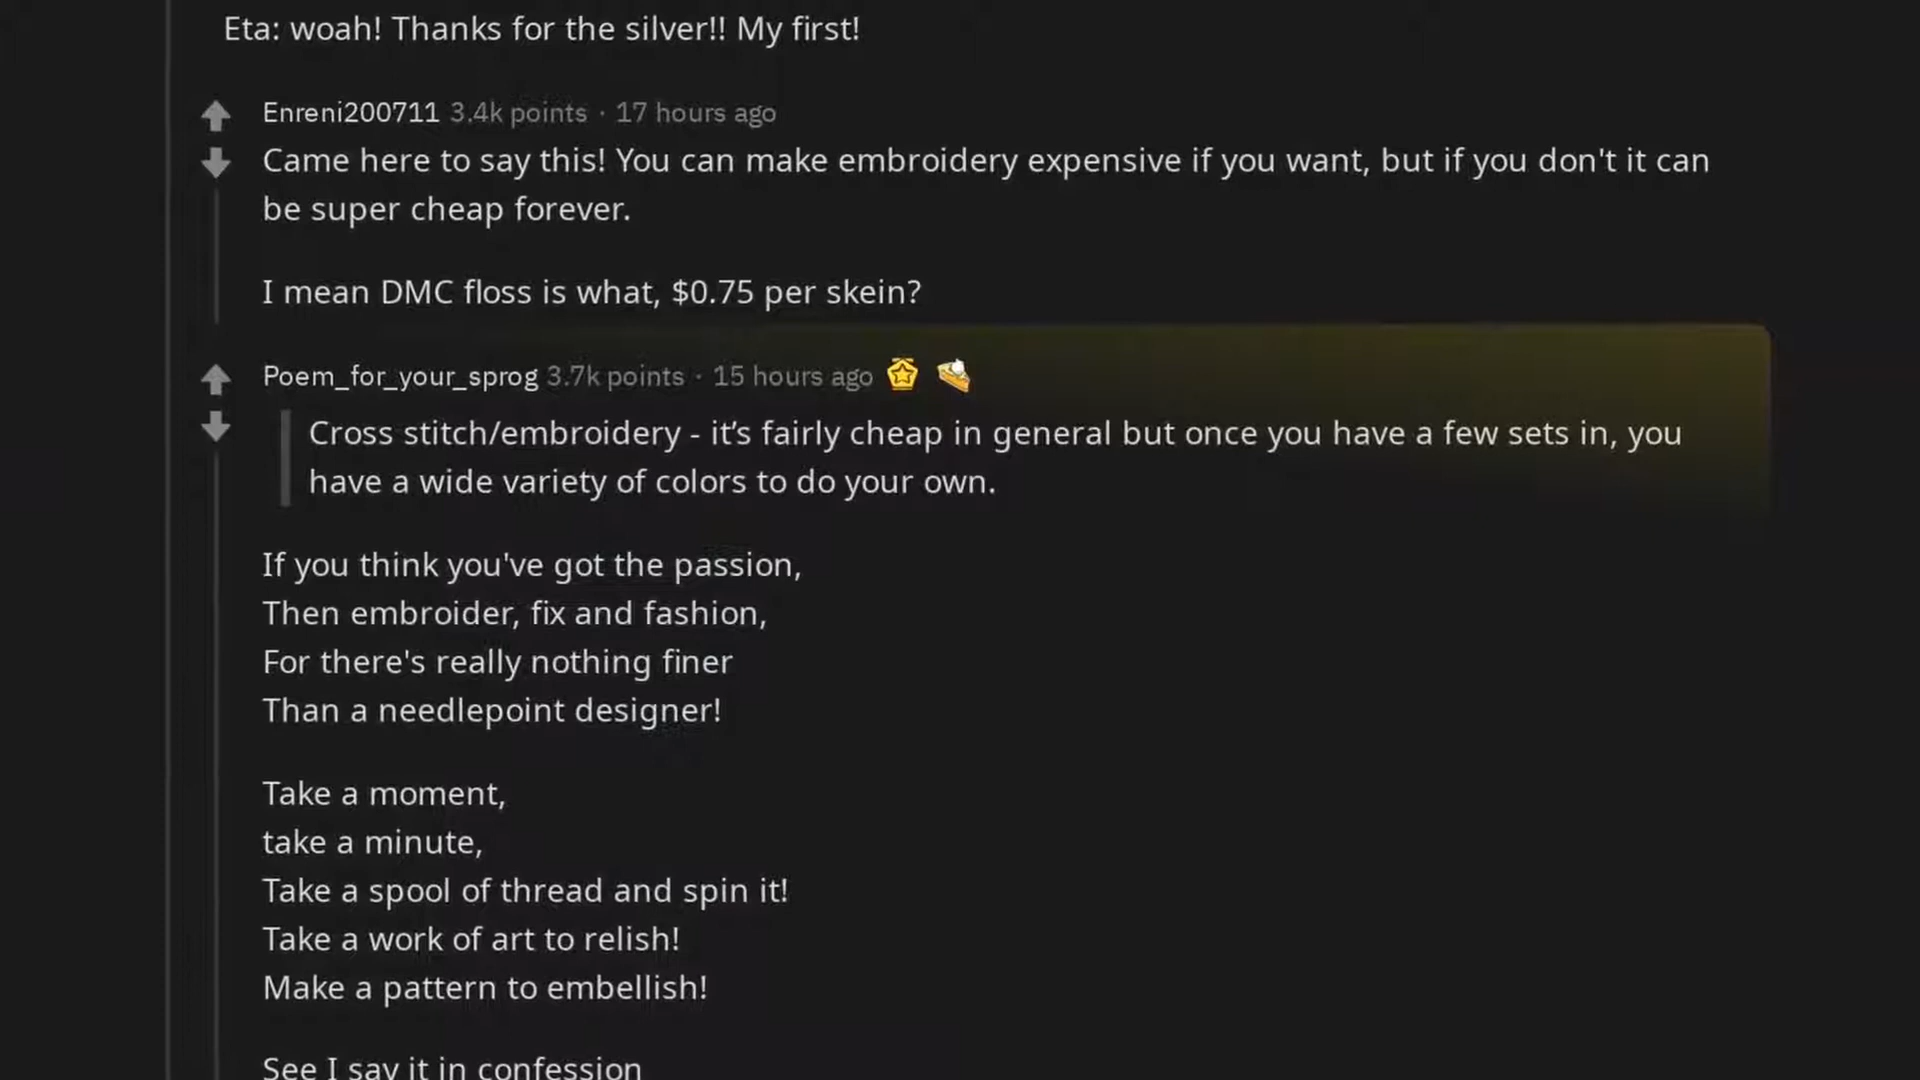 Eta: woah! Thanks for the silver!! My first!
Enreni200711 3.4k points · 17 hours ago
Came here to say this! You can make embroidery expensive if you want, but if you don't it can
be super cheap forever.
I mean DMC floss is what, $0.75 per skein?
Poem_for_your_sprog 3.7k points · 15 hours ago
Cross stitch/embroidery - it’s fairly cheap in general but once you have a few sets in, you
have a wide variety of colors to do your own.
If you think you've got the passion,
Then embroider, fix and fashion,
For there's really nothing finer
Than a needlepoint designer!
Take a moment,
take a minute,
Take a spool of thread and spin it!
Take a work of art to relish!
Make a pattern to embellish!
See I say it in confession